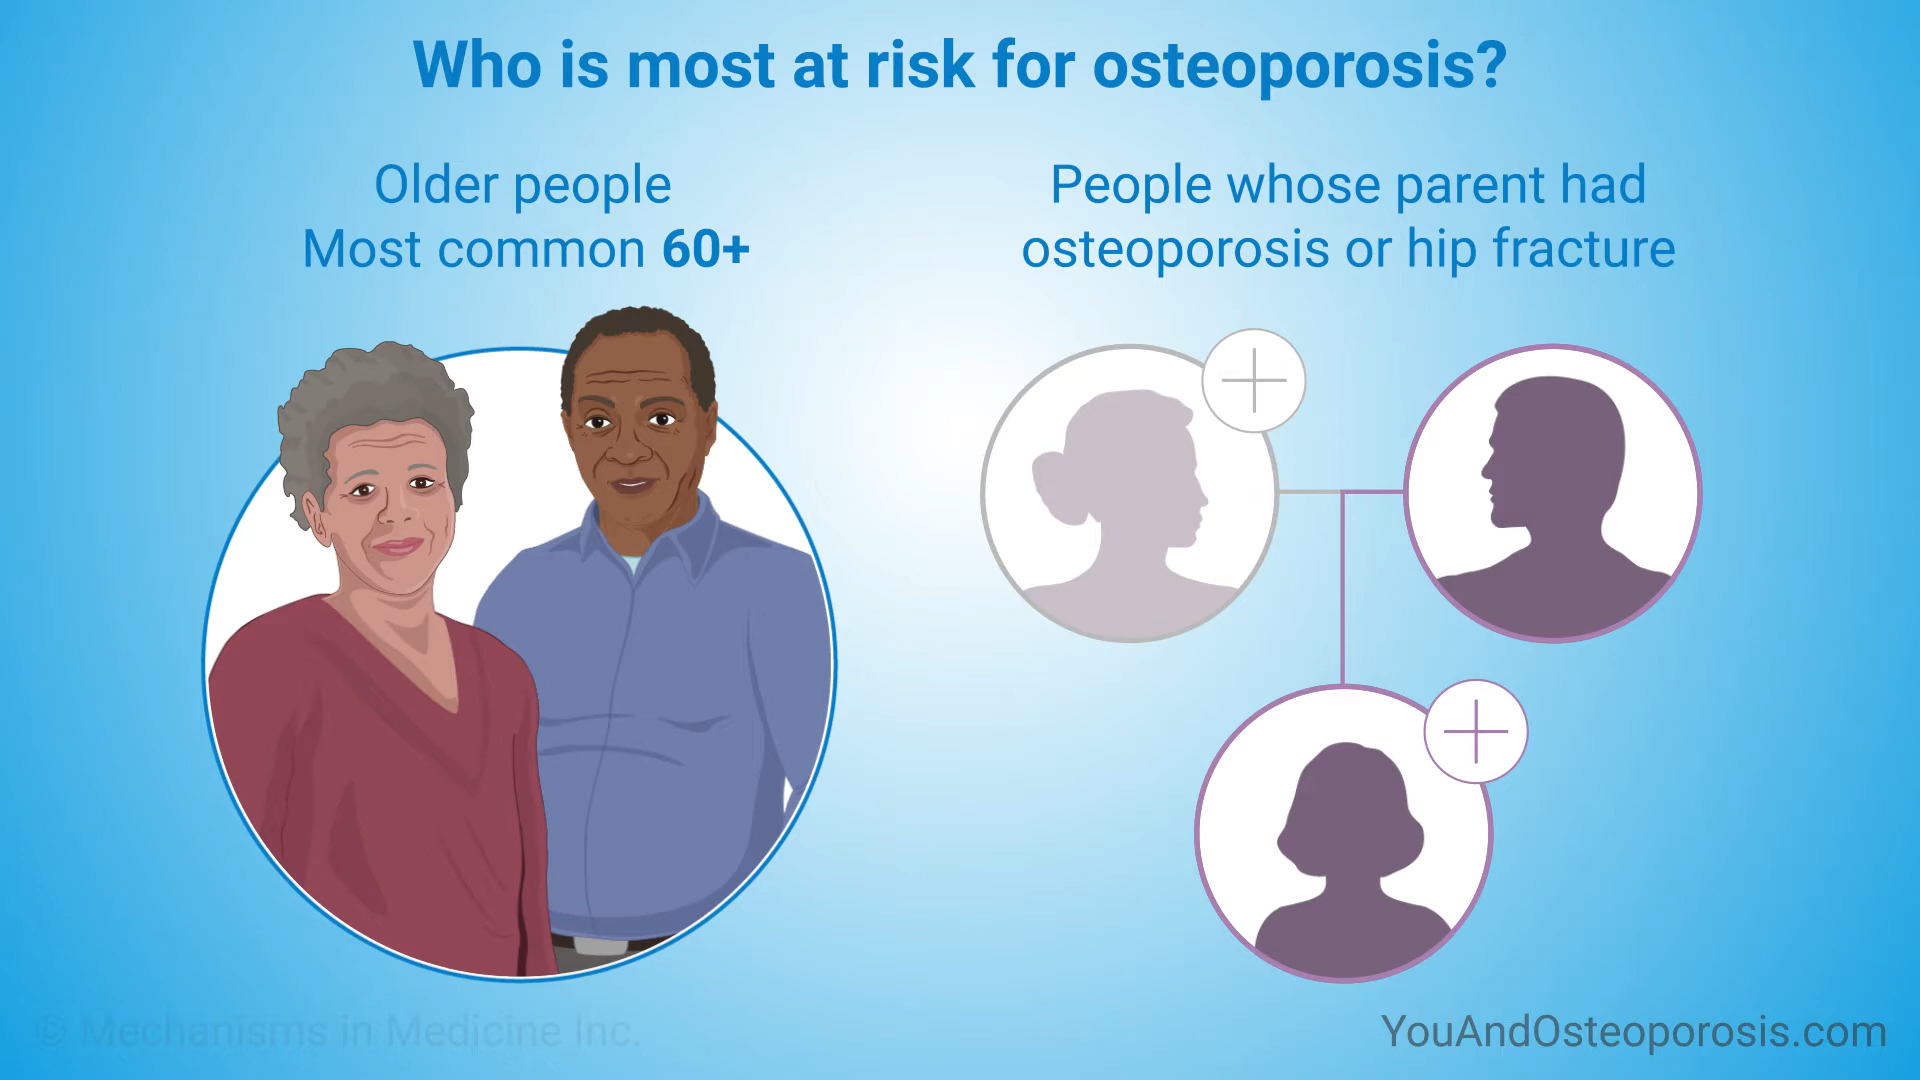 Who is most at risk for osteoporosis?
Older people
Most common 60+
People whose parent had
osteoporosis or hip fracture
© Mechanisms in Medicine Inc.
YouAndOsteoporosis.com